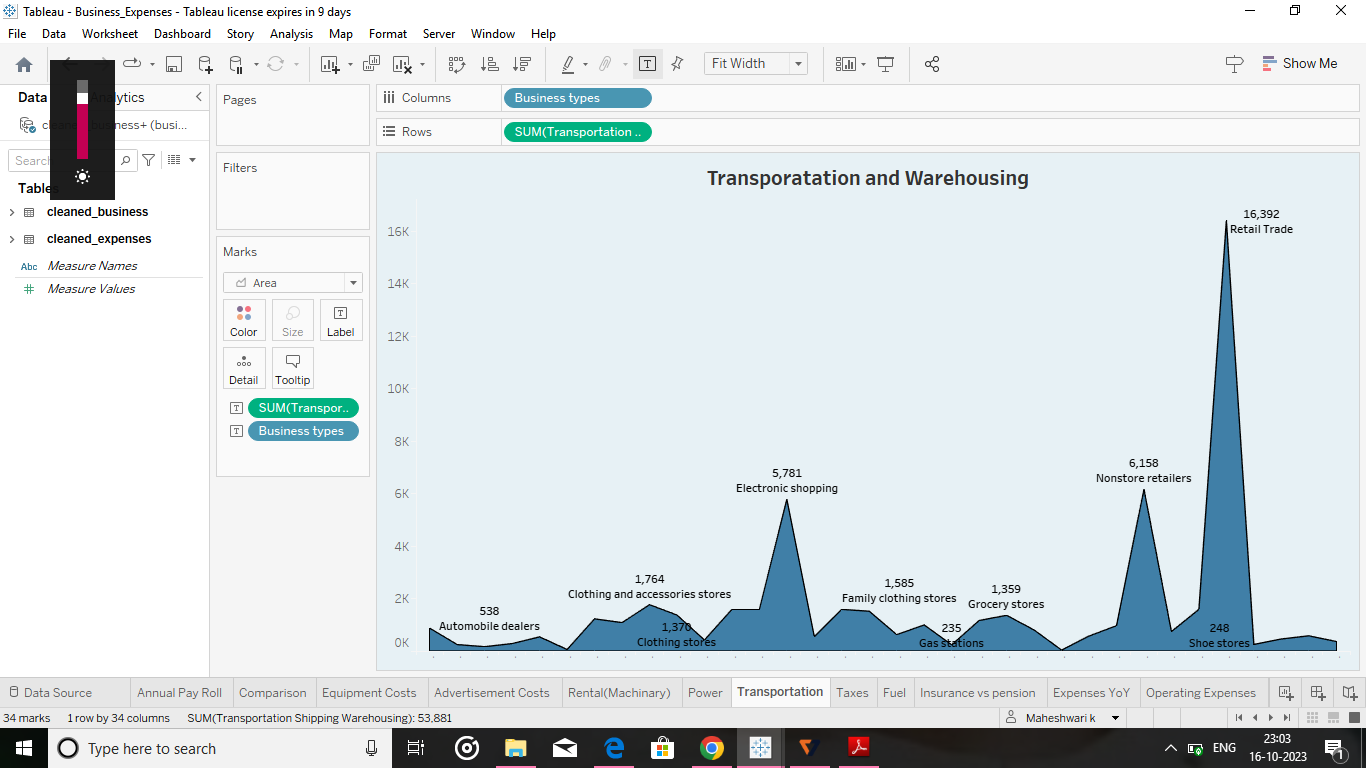 Tableau - Business_Expenses - Tableau license expires in 9 days
File Data Worksheet Dashboard Story Analysis Map Format Server Window Help
Fit Width
Show Me
Data Analytics
cleaned_business+ (busi...
Search
Tables
cleaned_business
cleaned_expenses
Abc Measure Names
Measure Values
Pages
Filters
Marks
Area
Color Size Label
Detail Tooltip
SUM(Transpor..
Business types
Columns Business types
Rows SUM(Transportation ..
Transporatation and Warehousing
16K
14K
12K
10K
8K
6K
4K
2K
0K
538
Automobile dealers
1,764
Clothing and accessories stores
1,370
Clothing stores
5,781
Electronic shopping
1,585
Family clothing stores
235
Gas stations
1,359
Grocery stores
6,158
Nonstore retailers
248
Shoe stores
16,392
Retail Trade
Data Source Annual Pay Roll Comparison Equipment Costs Advertisement Costs Rental(Machinary) Power Transportation Taxes Fuel Insurance vs pension Expenses YoY Operating Expenses
34 marks 1 row by 34 columns SUM(Transportation Shipping Warehousing): 53,881
Maheshwari k
Type here to search
ENG
23:03
16-10-2023
1